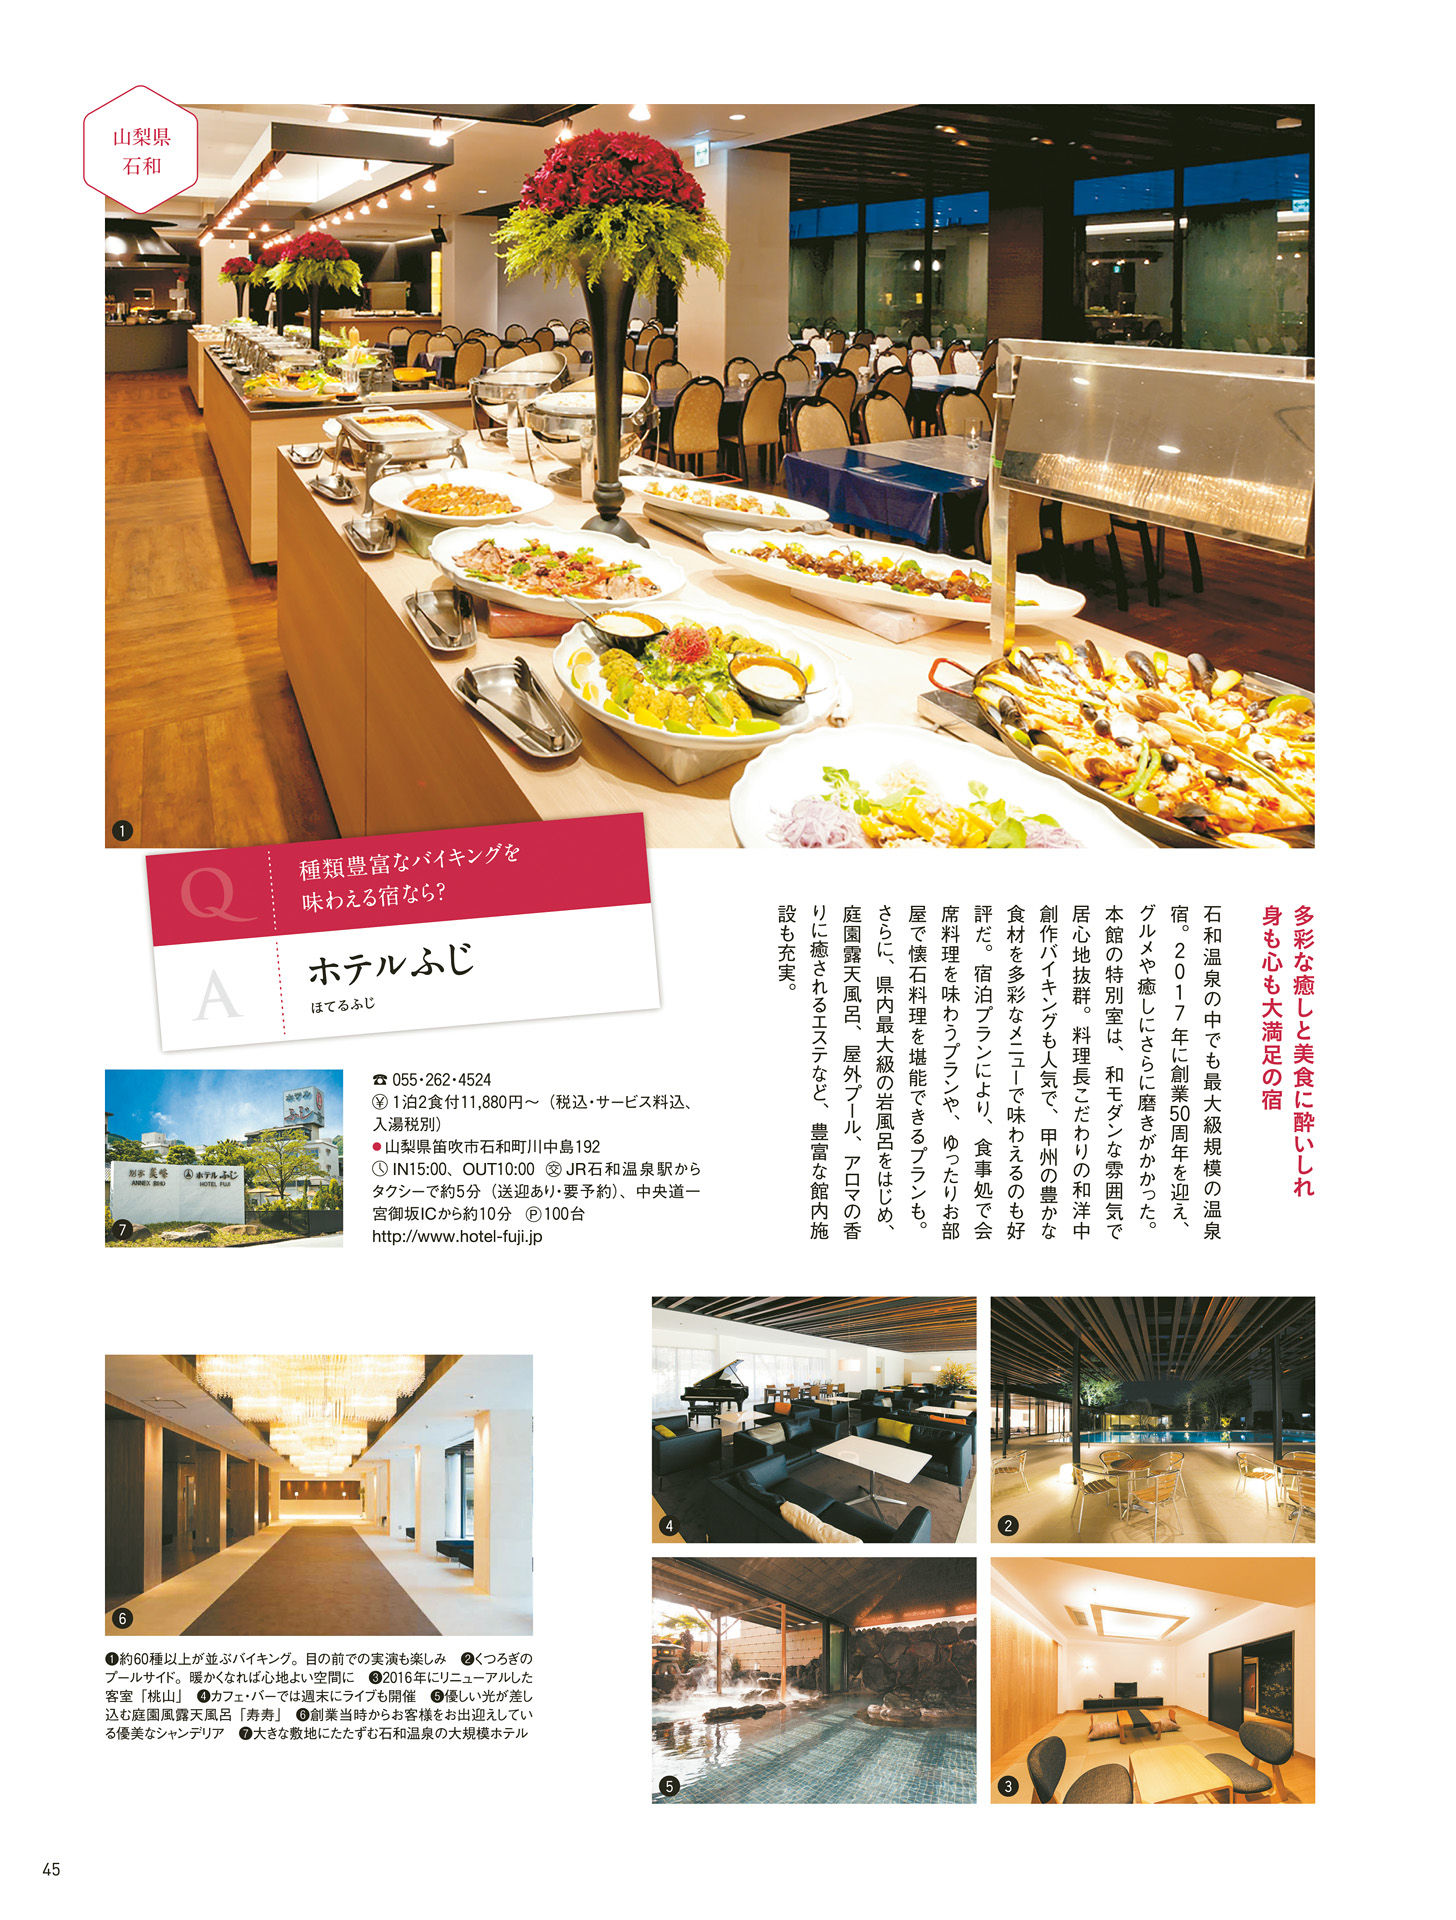 山梨県
石和
1
Q
種類豊富なバイキングを
味わえる宿なら?
A
ホテルふじ
ほてるふじ
多彩な癒しと美食に酔いしれ
身も心も大満足の宿
石和温泉の中でも最大級規模の温泉
宿。2017年に創業50周年を迎え、
グルメや癒しにさらに磨きがかかった。
本館の特別室は、和モダンな雰囲気で
居心地抜群。料理長こだわりの和洋中
創作バイキングも人気で、甲州の豊かな
食材を多彩なメニューで味わえるのも好
評だ。宿泊プランにより、食事処で会
席料理を味わうプランや、ゆったりお部
屋で懐石料理を堪能できるプランも。
さらに、県内最大級の岩風呂をはじめ、
庭園露天風呂、屋外プール、アロマの香
りに癒されるエステなど、豊富な館内施
設も充実。
別亭 美峰
ANNEX BIHO
ホテルふじ
HOTEL FUJI
ホテル
ふじ
7
☎ 055・262・4524
¥ 1泊2食付11,880円〜(税込・サービス料込、
入湯税別)
●山梨県笛吹市石和町川中島192
IN15:00、OUT10:00 交 JR石和温泉駅から
タクシーで約5分(送迎あり・要予約)、中央道一
宮御坂ICから約10分 Ⓟ100台
http://www.hotel-fuji.jp
4
2
6
5
3
❶約60種以上が並ぶバイキング。目の前での実演も楽しみ ❷くつろぎの
プールサイド。暖かくなれば心地よい空間に ❸2016年にリニューアルした
客室「桃山」 ❹カフェ・バーでは週末にライブも開催 ❺優しい光が差し
込む庭園風露天風呂「寿寿」 ❻創業当時からお客様をお出迎えしてい
る優美なシャンデリア ❼大きな敷地にたたずむ石和温泉の大規模ホテル
45